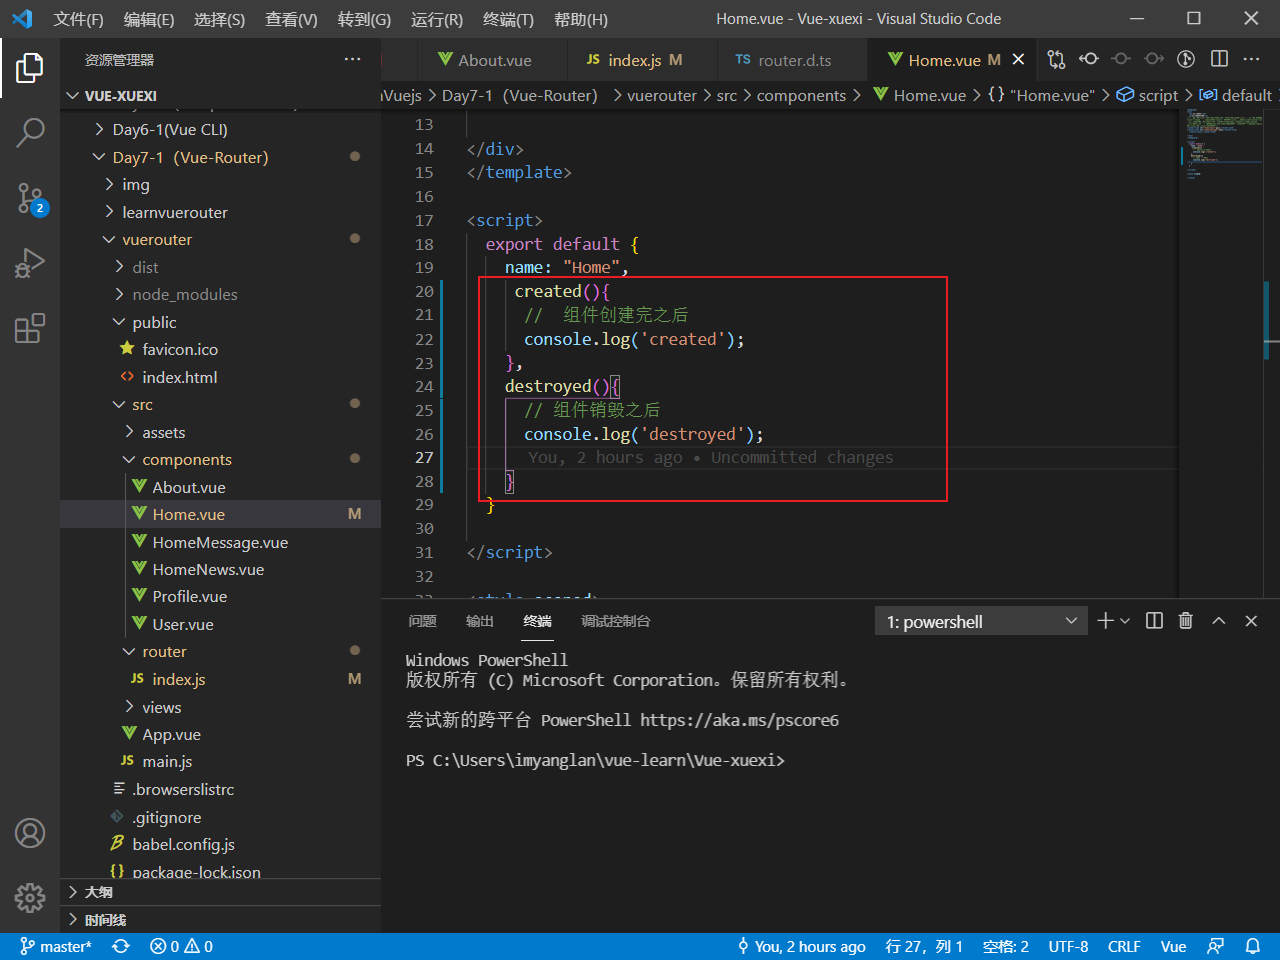 文件(F) 编辑(E) 选择(S) 查看(V) 转到(G) 运行(R) 终端(T) 帮助(H) Home.vue - Vue-xuexi - Visual Studio Code
资源管理器 ···
About.vue JS index.js M TS router.d.ts Home.vue M
VUE-XUEXI
Vuejs > Day7-1（Vue-Router） > vuerouter > src > components > Home.vue > {} "Home.vue" > script > default
Day6-1(Vue CLI)
Day7-1（Vue-Router）
img
learnvuerouter
vuerouter
dist
node_modules
public
favicon.ico
index.html
src
assets
components
About.vue
Home.vue M
HomeMessage.vue
HomeNews.vue
Profile.vue
User.vue
router
JS index.js M
views
App.vue
JS main.js
.browserslistrc
.gitignore
babel.config.js
{} package-lock.json
大纲
时间线
2
13
14 </div>
15 </template>
16
17 <script>
18 export default {
19 name: "Home",
20 created(){
21 // 组件创建完之后
22 console.log('created');
23 },
24 destroyed(){
25 // 组件销毁之后
26 console.log('destroyed');
27 You, 2 hours ago • Uncommitted changes
28 }
29 }
30
31 </script>
32
33 <style scoped>
问题 输出 终端 调试控制台 1: powershell
Windows PowerShell
版权所有 (C) Microsoft Corporation。保留所有权利。
尝试新的跨平台 PowerShell https://aka.ms/pscore6
PS C:\Users\imyanglan\vue-learn\Vue-xuexi>
master* 0 0 You, 2 hours ago 行 27，列 1 空格: 2 UTF-8 CRLF Vue